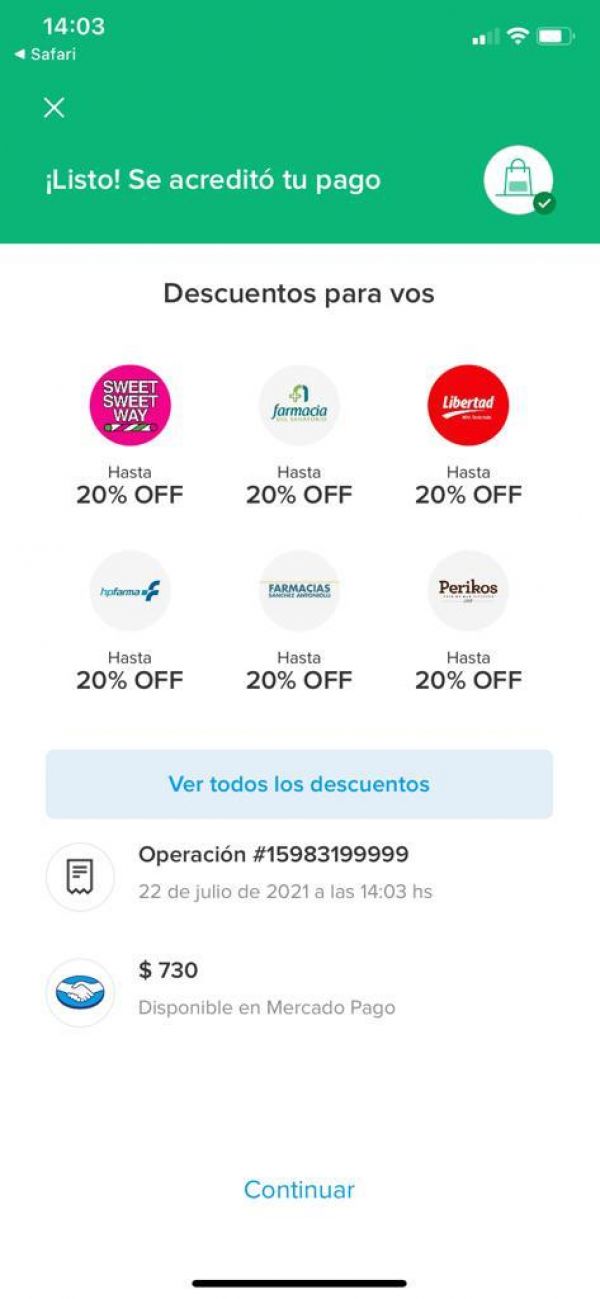 14:03
◀ Safari
¡Listo! Se acreditó tu pago
Descuentos para vos
SWEET
SWEET
WAY
farmacia
Libertad
Hasta
20% OFF
Hasta
20% OFF
Hasta
20% OFF
hpfarma
FARMACIAS
SANCHEZ ANTONIOLLI
Perikos
Hasta
20% OFF
Hasta
20% OFF
Hasta
20% OFF
Ver todos los descuentos
Operación #15983199999
22 de julio de 2021 a las 14:03 hs
$ 730
Disponible en Mercado Pago
Continuar